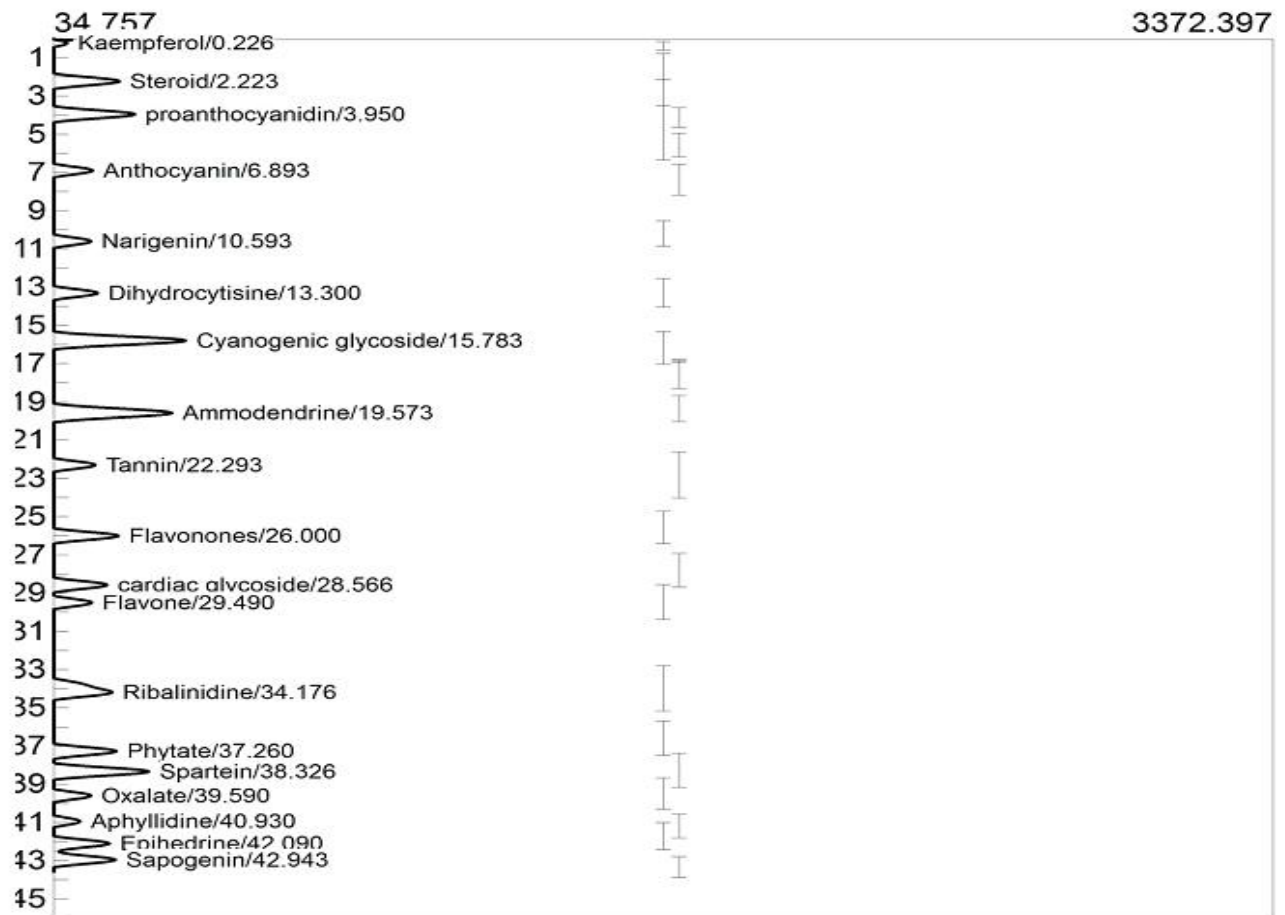 34.757 3372.397
Kaempferol/0.226
1
Steroid/2.223
3
proanthocyanidin/3.950
5
7 Anthocyanin/6.893
9
Narigenin/10.593
11
13 Dihydrocytisine/13.300
15
Cyanogenic glycoside/15.783
17
19
Ammodendrine/19.573
21
Tannin/22.293
23
25
Flavonones/26.000
27
cardiac glycoside/28.566
29
Flavone/29.490
31
33
Ribalinidine/34.176
35
37 Phytate/37.260
Spartein/38.326
39
Oxalate/39.590
41 Aphyllidine/40.930
Epihedrine/42.090
43 Sapogenin/42.943
45